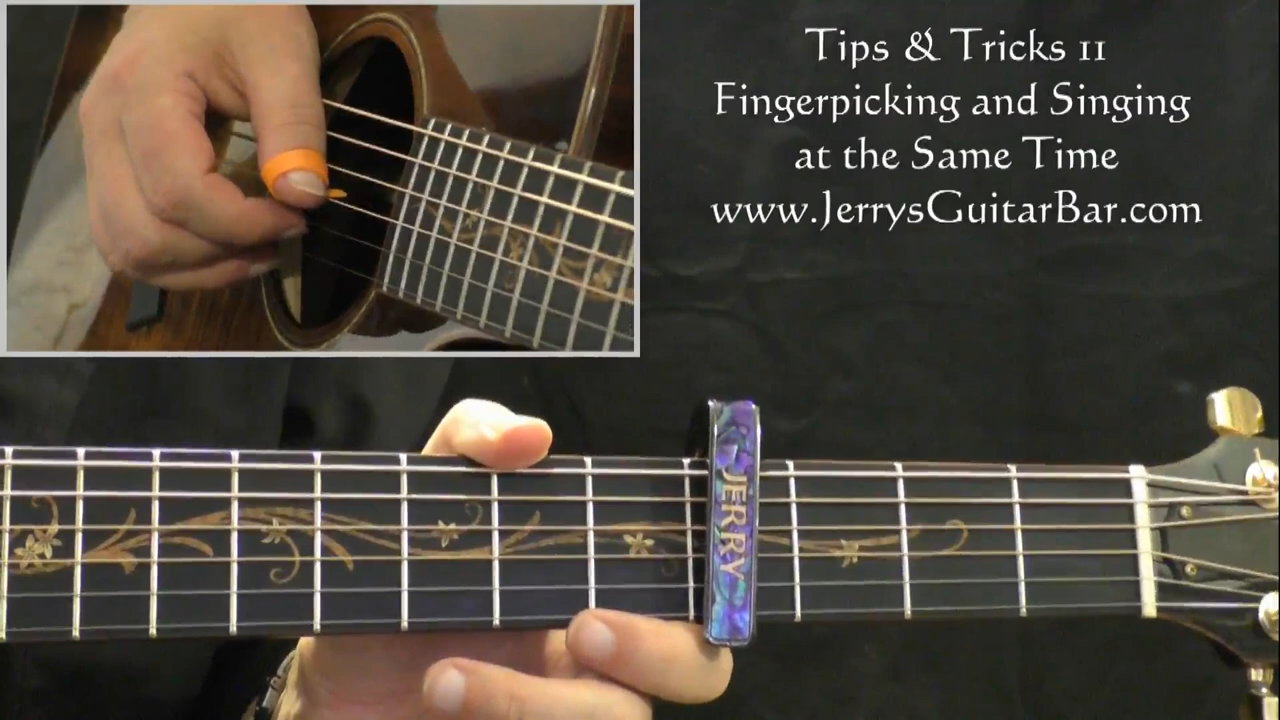 Tips & Tricks 11
Fingerpicking and Singing
at the Same Time
www.JerrysGuitarBar.com
JERRY